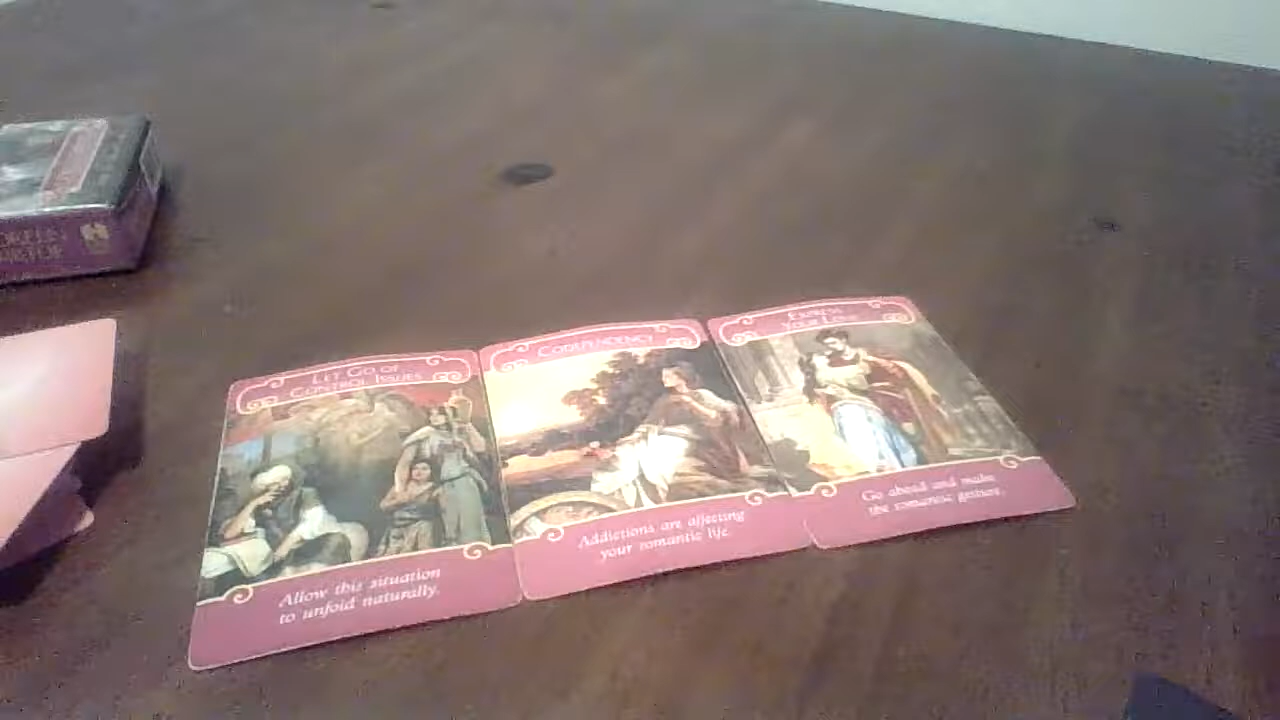 LET GO OF
CONTROL ISSUES
Allow this situation
to unfold naturally.
CODEPENDENCY
Addictions are affecting
your romantic life.
EXPRESS
YOUR LOVE
Go ahead and make
the romantic gesture.